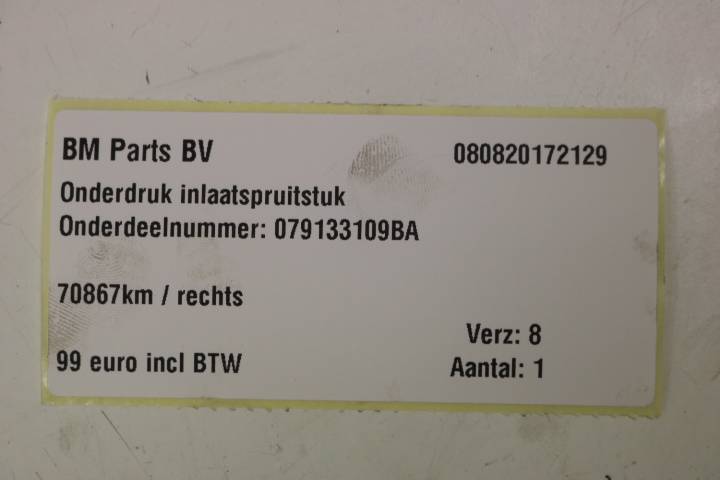 BM Parts BV 080820172129
Onderdruk inlaatspruitstuk
Onderdeelnummer: 079133109BA
70867km / rechts
Verz: 8
99 euro incl BTW Aantal: 1